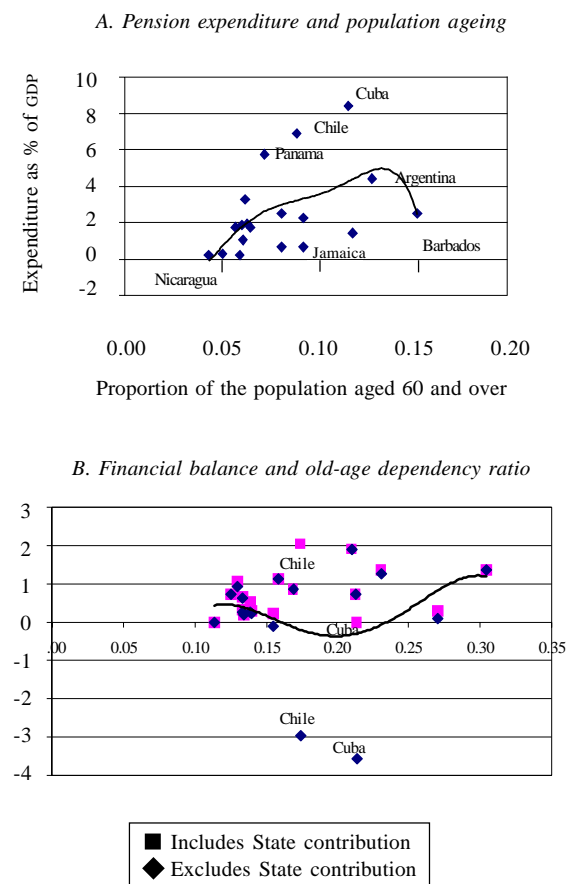 A. Pension expenditure and population ageing
Expenditure as % of GDP
10
8
6
4
2
0
-2
Cuba
Chile
Panama
Argentina
Jamaica
Barbados
Nicaragua
0.00 0.05 0.10 0.15 0.20
Proportion of the population aged 60 and over
B. Financial balance and old-age dependency ratio
3
2
1
0
-1
-2
-3
-4
Chile
Cuba
0.00 0.05 0.10 0.15 0.20 0.25 0.30 0.35
Chile
Cuba
Includes State contribution
Excludes State contribution